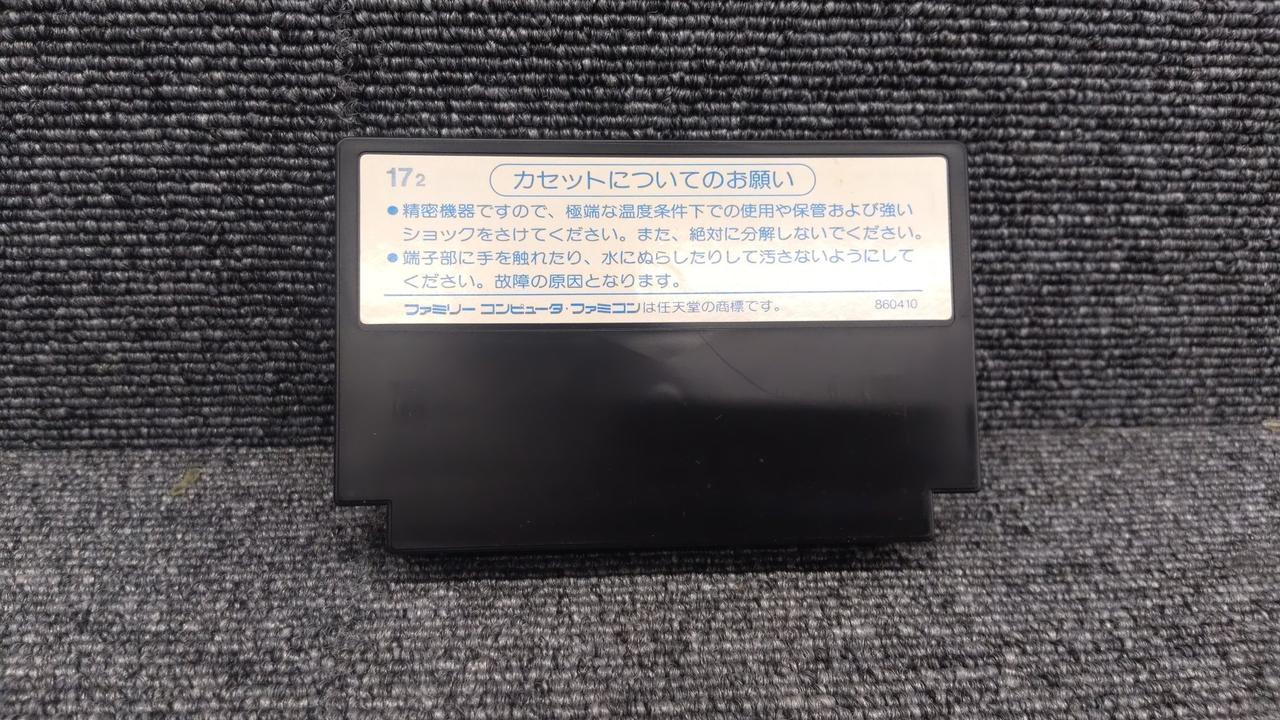 17 2
カセットについてのお願い
●精密機器ですので、極端な温度条件下での使用や保管および強い
ショックをさけてください。また、絶対に分解しないでください。
●端子部に手を触れたり、水にぬらしたりして汚さないようにして
ください。故障の原因となります。
ファミリー コンピュータ・ファミコンは任天堂の商標です。 860410